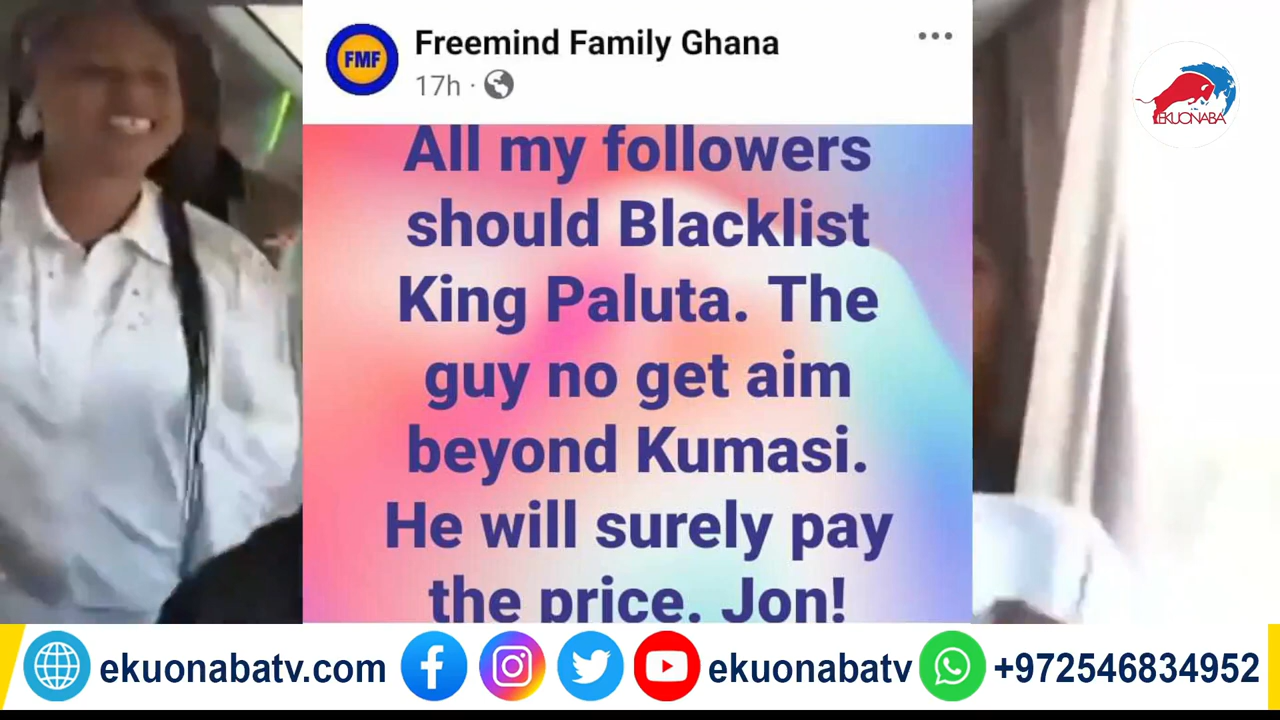 Freemind Family Ghana
FMF
17h ·
EKUONABA
All my followers
should Blacklist
King Paluta. The
guy no get aim
beyond Kumasi.
He will surely pay
the price. Jon!
ekuonabatv.com
ekuonabatv
+972546834952